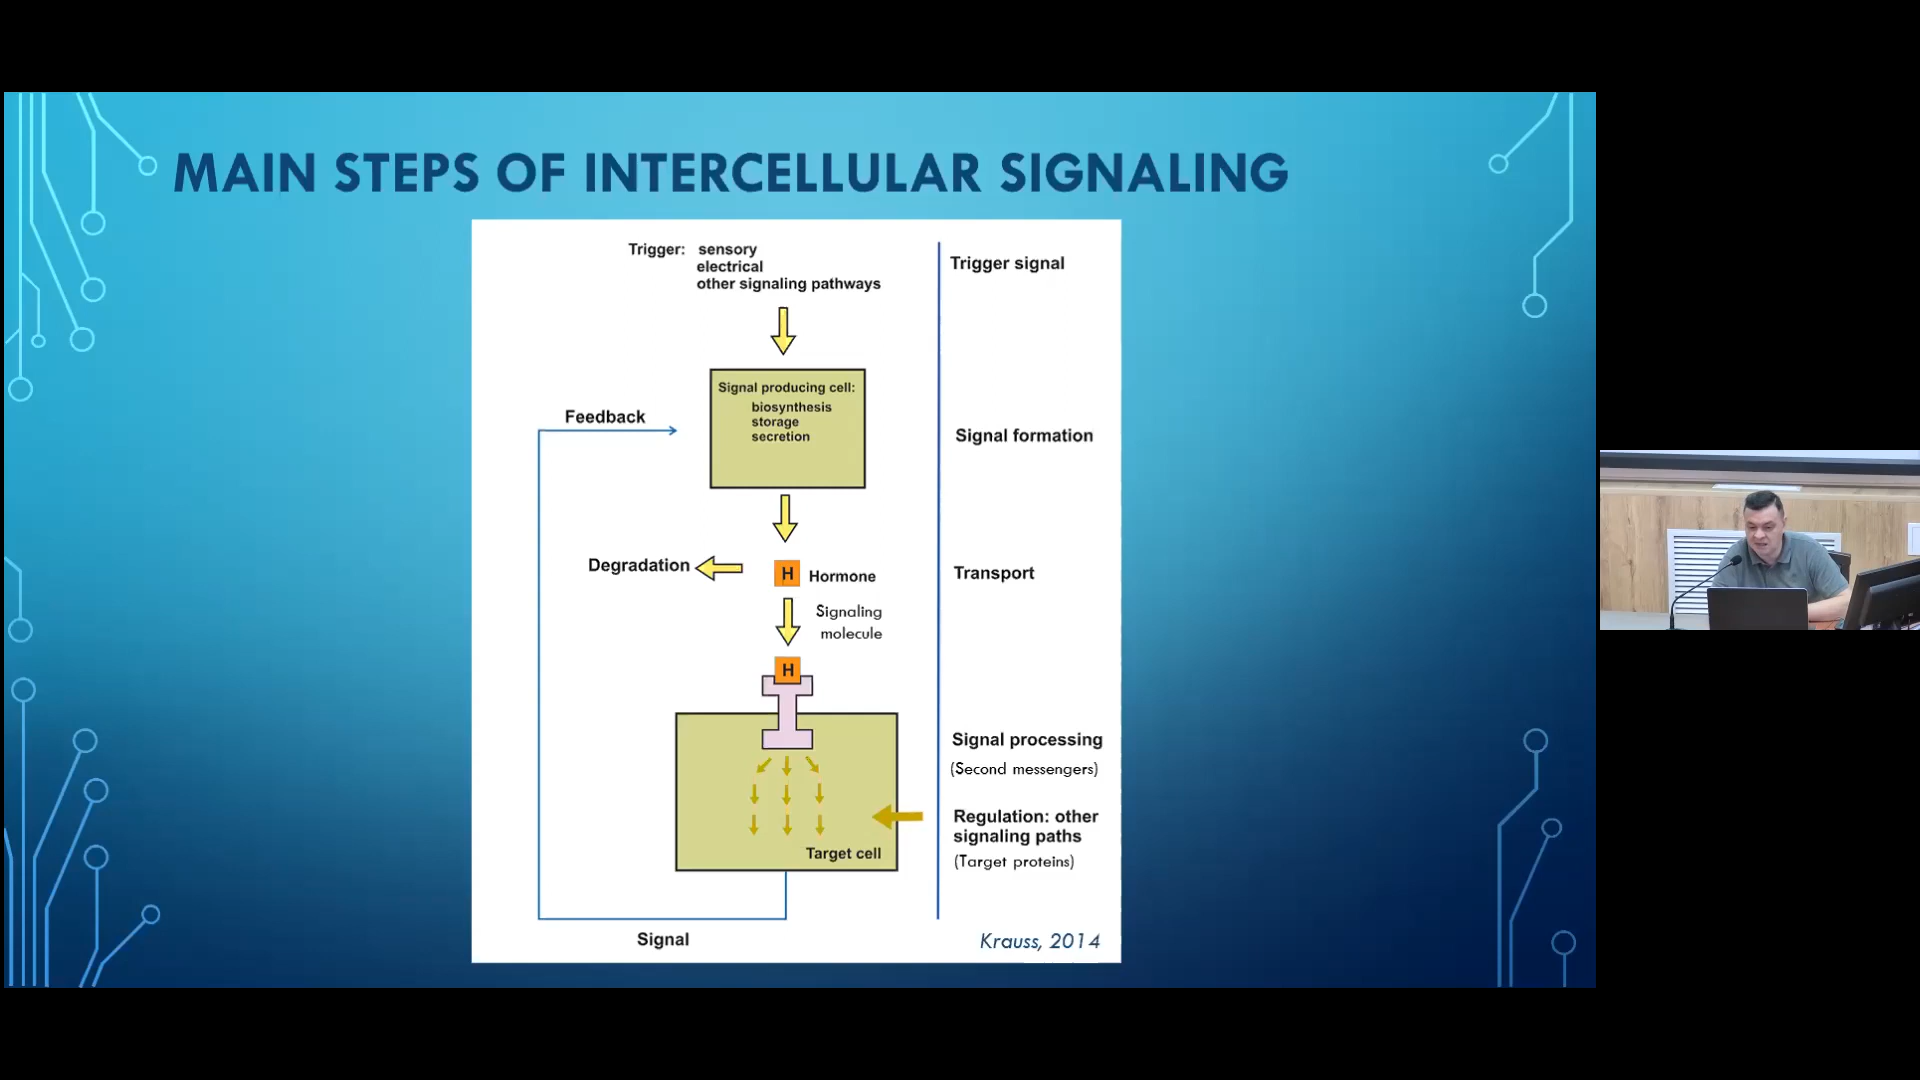 MAIN STEPS OF INTERCELLULAR SIGNALING
Trigger: sensory
electrical
other signaling pathways
Trigger signal
Signal producing cell:
biosynthesis
storage
secretion
Feedback
Signal formation
Degradation
H Hormone
Transport
Signaling
molecule
H
Signal processing
(Second messengers)
Regulation: other
signaling paths
(Target proteins)
Target cell
Signal
Krauss, 2014